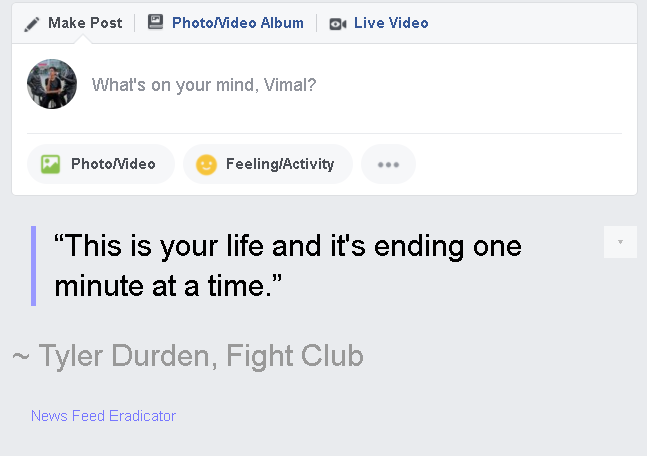 Make Post Photo/Video Album Live Video
What's on your mind, Vimal?
Photo/Video Feeling/Activity
“This is your life and it's ending one
minute at a time.”
~ Tyler Durden, Fight Club
News Feed Eradicator